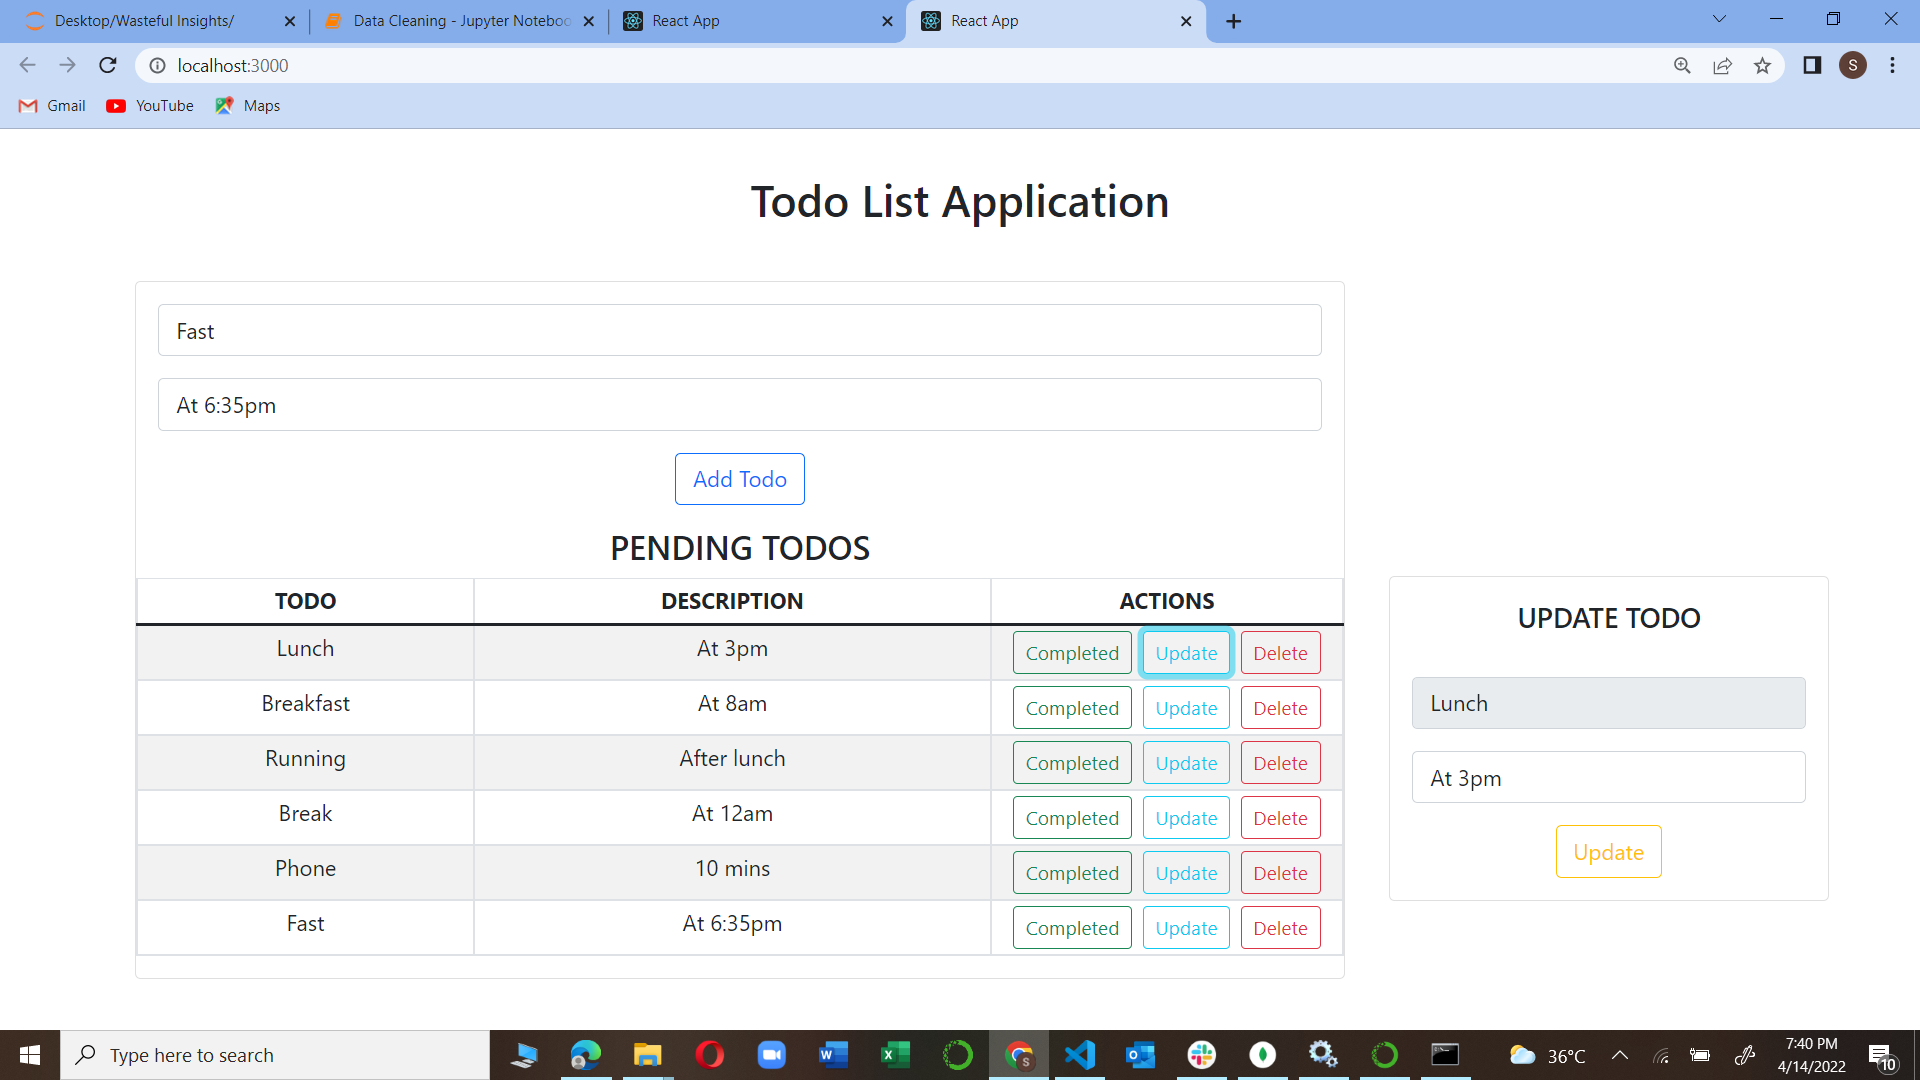 Desktop/Wasteful Insights/
Data Cleaning - Jupyter Noteboo
React App
React App
localhost:3000
S
Gmail
YouTube
Maps
Todo List Application
Fast
At 6:35pm
Add Todo
PENDING TODOS
TODO DESCRIPTION ACTIONS
Lunch At 3pm Completed Update Delete
Breakfast At 8am Completed Update Delete
Running After lunch Completed Update Delete
Break At 12am Completed Update Delete
Phone 10 mins Completed Update Delete
Fast At 6:35pm Completed Update Delete
UPDATE TODO
Lunch
At 3pm
Update
Type here to search
36°C
7:40 PM
4/14/2022
10